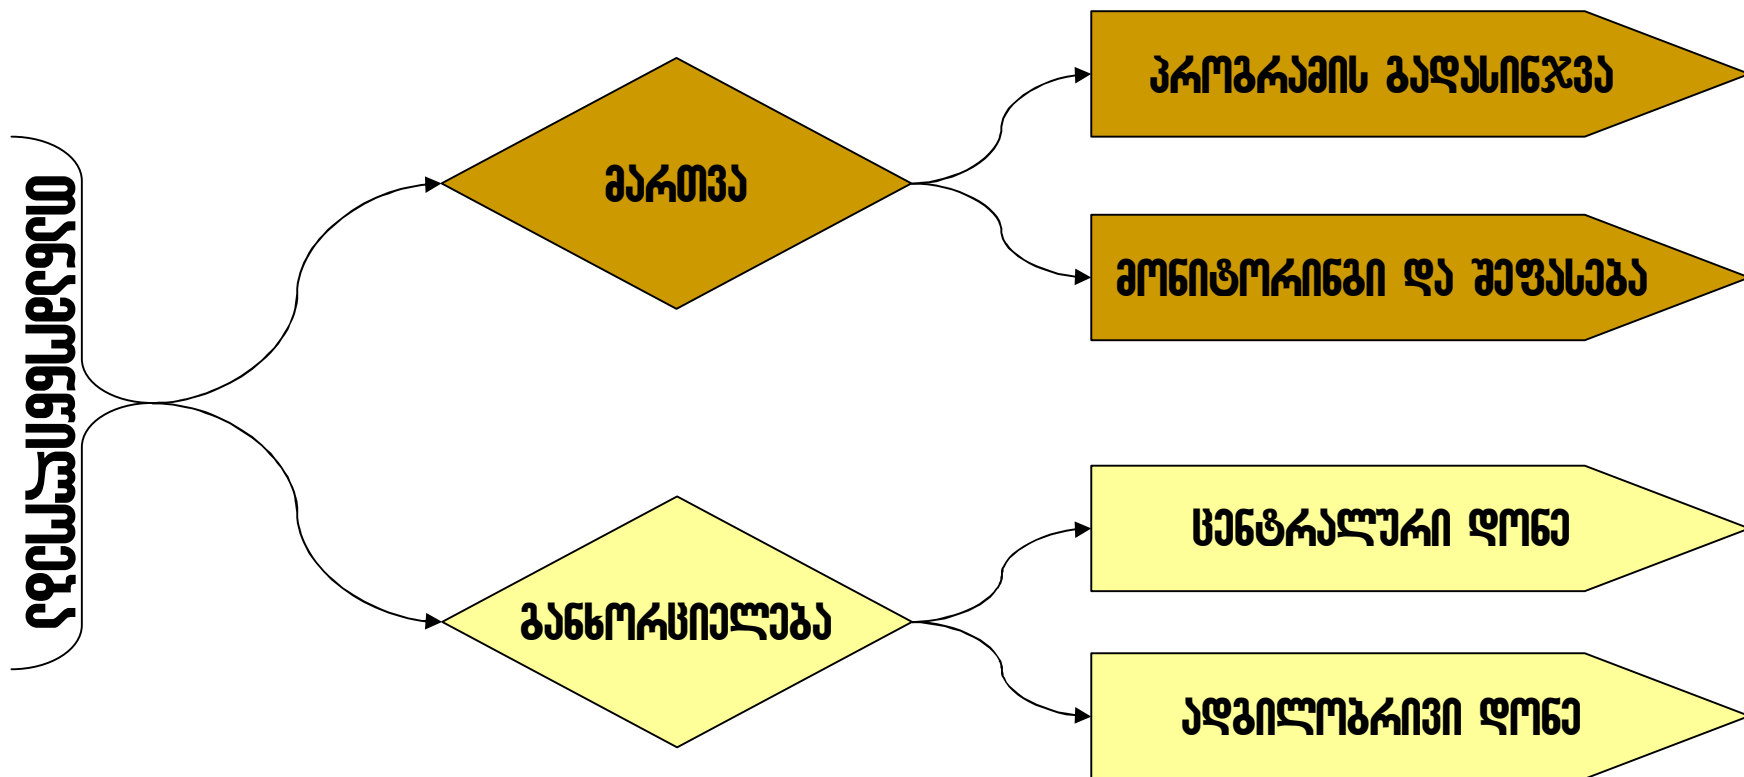 პროგრამის გადასინჯვა
მართვა
მონიტორინგი და შეფასება
ცენტრალური დონე
განხორციელება
ადგილობრივი დონე